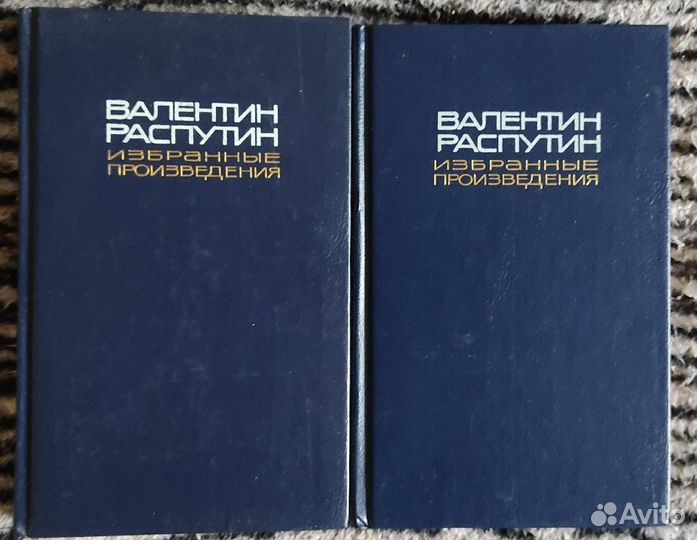 ВАЛЕНТИН
РАСПУТИН
ИЗБРАННЫЕ
ПРОИЗВЕДЕНИЯ
ВАЛЕНТИН
РАСПУТИН
ИЗБРАННЫЕ
ПРОИЗВЕДЕНИЯ
Avito